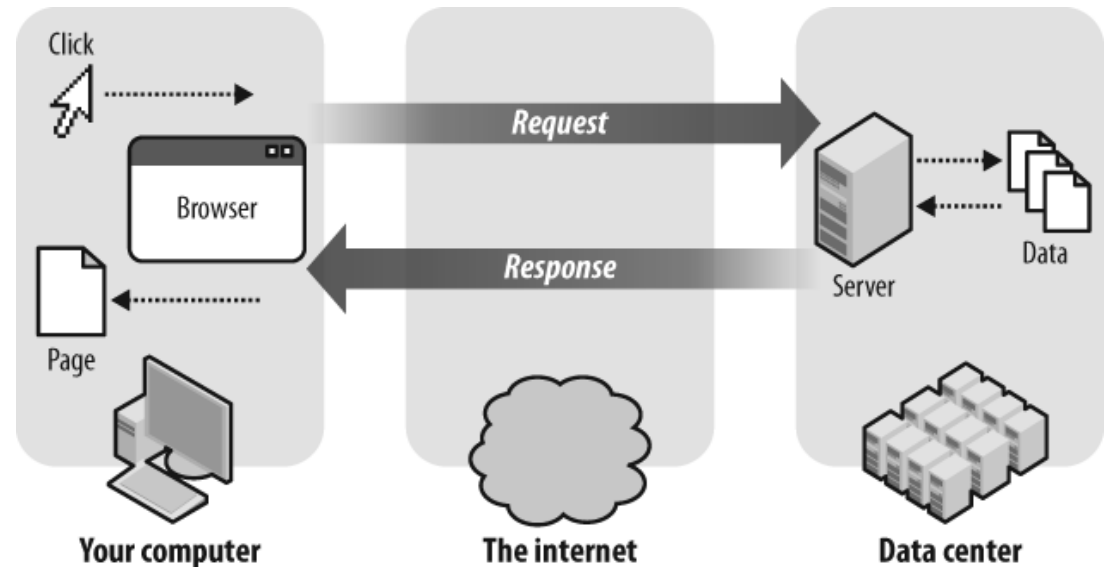 Click
Request
Browser
Response
Data
Server
Page
Your computer
The internet
Data center